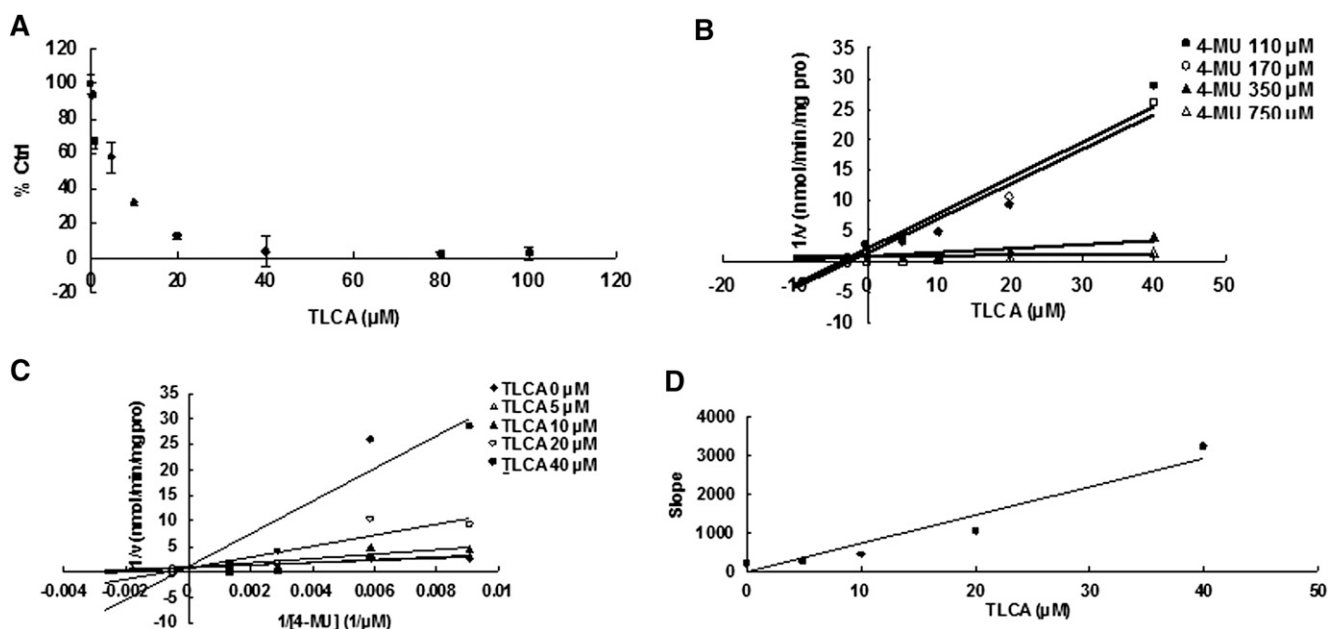 A
120
100
80
60
40
20
0
-20
% Ctrl
0 20 40 60 80 100 120
TLCA (µM)
B
1/v (nmol/min/mg pro)
35
30
25
20
15
10
5
0
-5
-10
-20 -10 0 10 20 30 40 50
TLCA (µM)
4-MU 110 µM
4-MU 170 µM
4-MU 350 µM
4-MU 750 µM
C
1/v (nmol/min/mg pro)
35
30
25
20
15
10
5
0
-5
-10
-0.004 -0.002 0 0.002 0.004 0.006 0.008 0.01
1/[4-MU] (1/µM)
TLCA 0 µM
TLCA 5 µM
TLCA 10 µM
TLCA 20 µM
TLCA 40 µM
D
4000
3000
2000
1000
0
Slope
0 10 20 30 40 50
TLCA (µM)